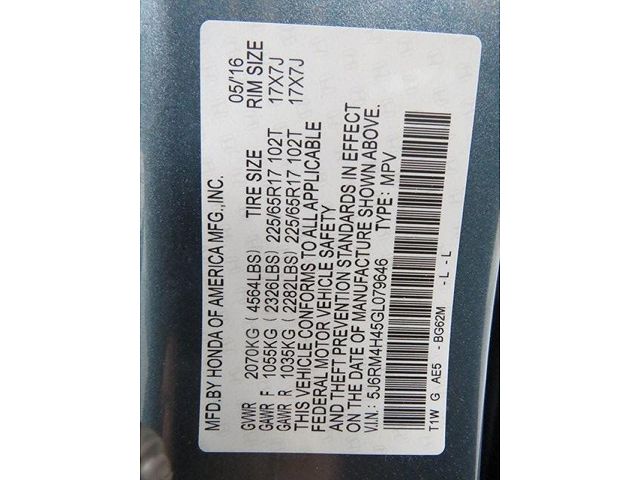 MFD.BY HONDA OF AMERICA MFG.,INC. 05/'16
GVWR 2070KG (4564LBS) TIRE SIZE RIM SIZE
GAWR F 1055KG (2326LBS) 225/65R17 102T 17X7J
GAWR R 1035KG (2282LBS) 225/65R17 102T 17X7J
THIS VEHICLE CONFORMS TO ALL APPLICABLE
FEDERAL MOTOR VEHICLE SAFETY
AND THEFT PREVENTION STANDARDS IN EFFECT
ON THE DATE OF MANUFACTURE SHOWN ABOVE.
V.I.N.: 5J6RM4H45GL079646 TYPE: MPV
T1W G AE5 -BG62M -L -L